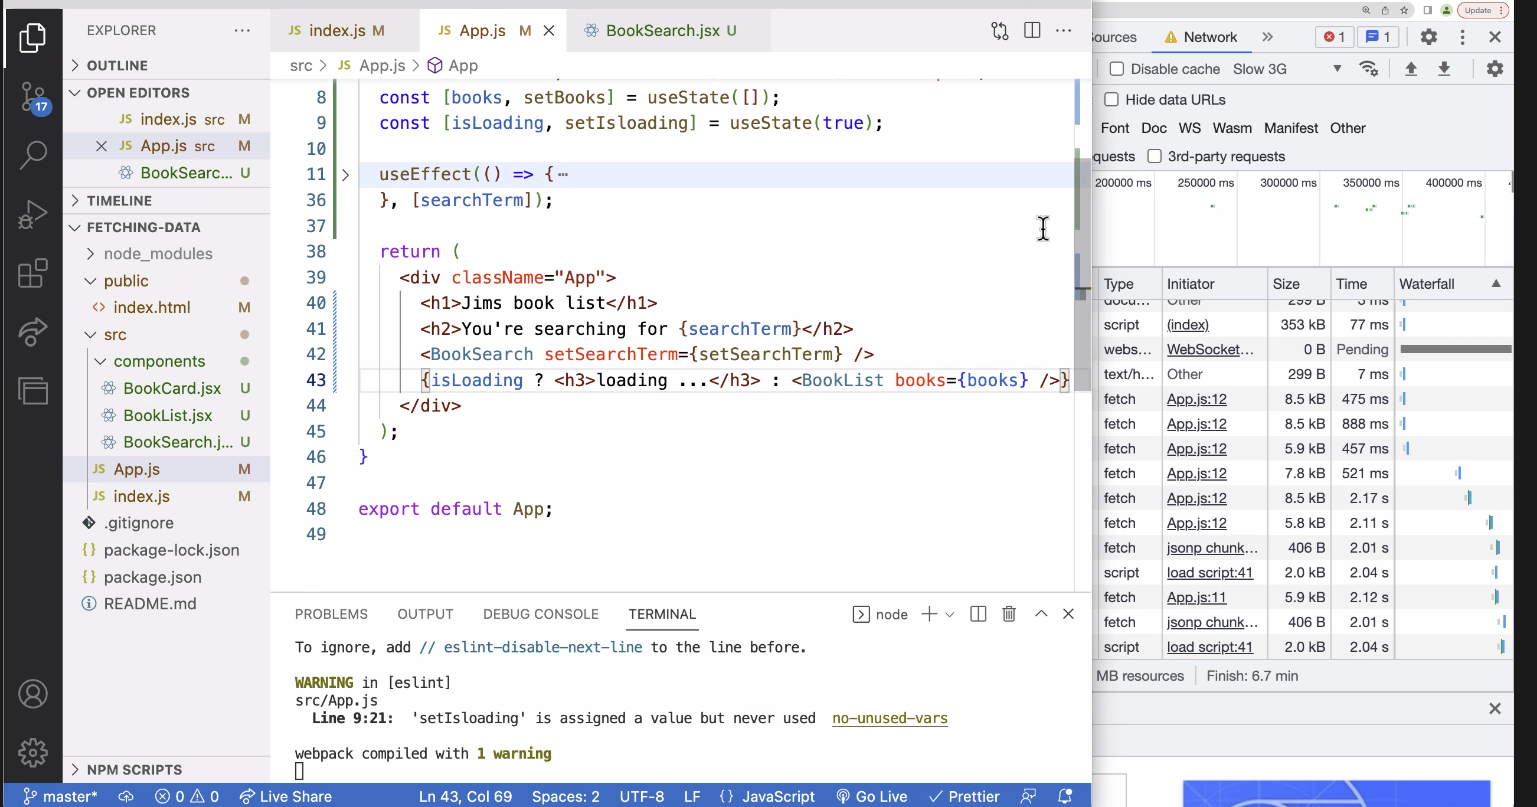 EXPLORER
OUTLINE
OPEN EDITORS
JS index.js src M
JS App.js src M
BookSearc... U
TIMELINE
FETCHING-DATA
node_modules
public
<> index.html M
src
components
BookCard.jsx U
BookList.jsx U
BookSearch.j... U
JS App.js M
JS index.js M
.gitignore
{} package-lock.json
{} package.json
README.md
NPM SCRIPTS
17
JS index.js M
JS App.js M
BookSearch.jsx U
src > JS App.js > App
8 const [books, setBooks] = useState([]);
9 const [isLoading, setIsloading] = useState(true);
10
11 useEffect(() => {⋯
36 }, [searchTerm]);
37
38 return (
39 <div className="App">
40 <h1>Jims book list</h1>
41 <h2>You're searching for {searchTerm}</h2>
42 <BookSearch setSearchTerm={setSearchTerm} />
43 {isLoading ? <h3>loading ...</h3> : <BookList books={books} />}
44 </div>
45 );
46 }
47
48 export default App;
49
PROBLEMS OUTPUT DEBUG CONSOLE TERMINAL node
To ignore, add // eslint-disable-next-line to the line before.
WARNING in [eslint]
src/App.js
Line 9:21: 'setIsloading' is assigned a value but never used no-unused-vars
webpack compiled with 1 warning
master* 0 0 Live Share Ln 43, Col 69 Spaces: 2 UTF-8 LF {} JavaScript Go Live Prettier
Update
ources Network 1 1
Disable cache Slow 3G
Hide data URLs
Font Doc WS Wasm Manifest Other
quests 3rd-party requests
200000 ms 250000 ms 300000 ms 350000 ms 400000 ms
Type Initiator Size Time Waterfall
docu... Other 299 B 3 ms
script (index) 353 kB 77 ms
webs... WebSocket... 0 B Pending
text/h... Other 299 B 7 ms
fetch App.js:12 8.5 kB 475 ms
fetch App.js:12 8.5 kB 888 ms
fetch App.js:12 5.9 kB 457 ms
fetch App.js:12 7.8 kB 521 ms
fetch App.js:12 8.5 kB 2.17 s
fetch App.js:12 5.8 kB 2.11 s
fetch jsonp chunk... 406 B 2.01 s
script load script:41 2.0 kB 2.04 s
fetch App.js:11 5.9 kB 2.12 s
fetch jsonp chunk... 406 B 2.01 s
script load script:41 2.0 kB 2.04 s
MB resources Finish: 6.7 min